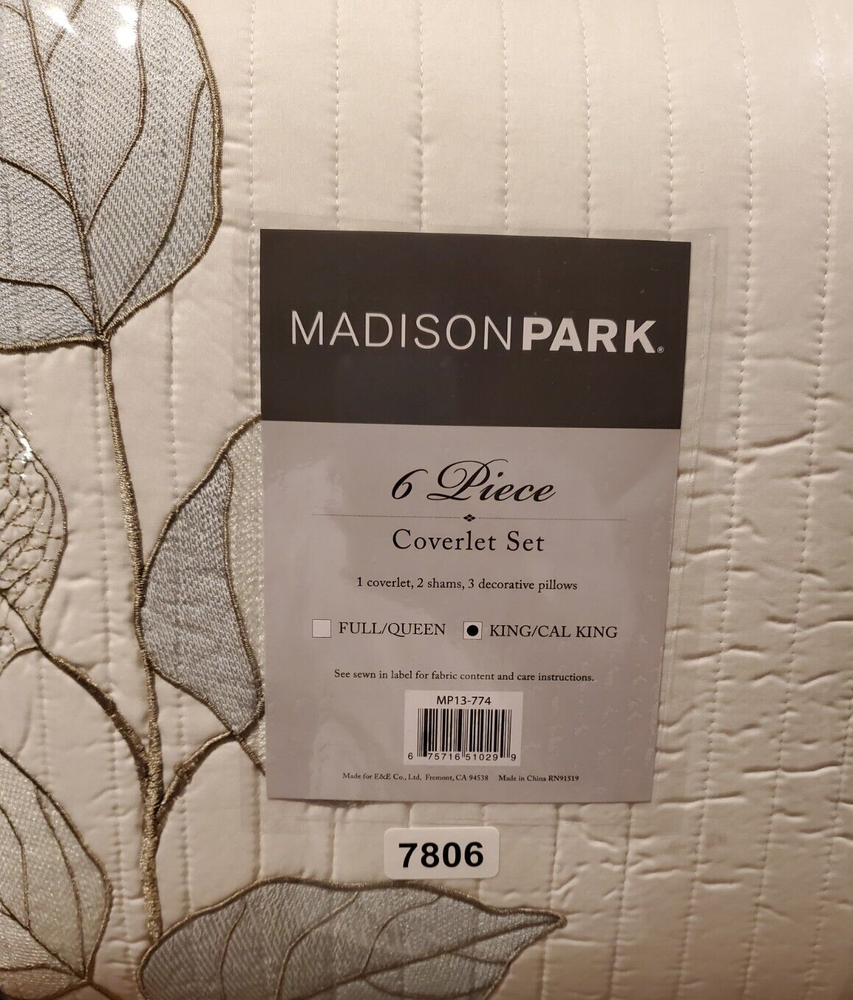 MADISONPARK®
6 Piece
Coverlet Set
1 coverlet, 2 shams, 3 decorative pillows
FULL/QUEEN KING/CAL KING
See sewn in label for fabric content and care instructions.
MP13-774
6 75716 51029 9
Made for E&E Co., Ltd, Fremont, CA 94538 Made in China RN91519
7806